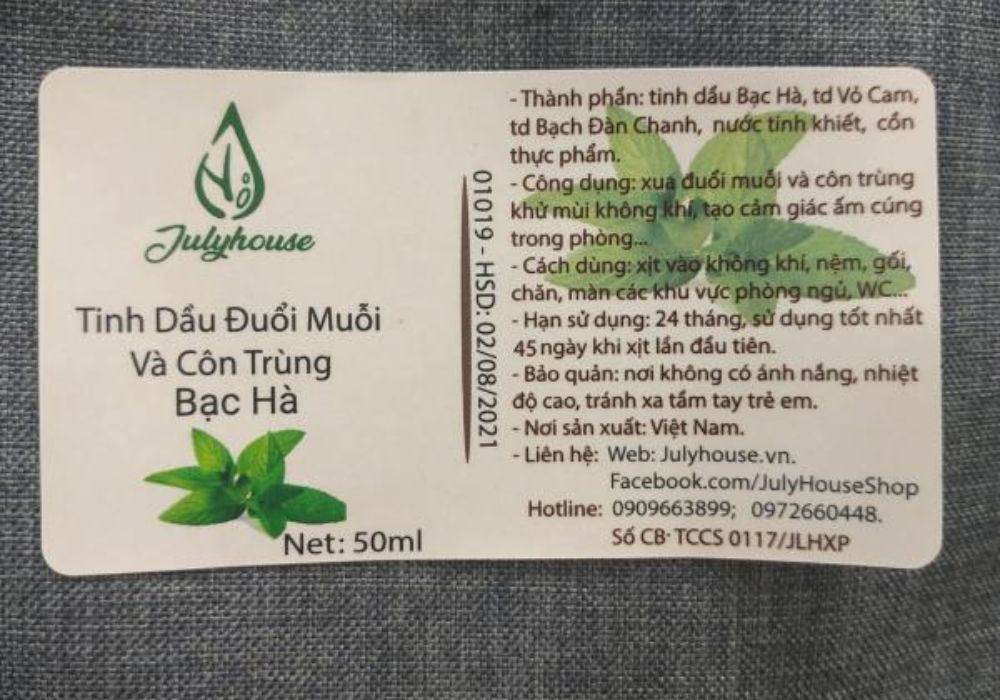 Julyhouse
Tinh Dầu Đuổi Muỗi
Và Côn Trùng
Bạc Hà
Net: 50ml
01019 - HSD: 02/08/2021
- Thành phần: tinh dầu Bạc Hà, td Vỏ Cam,
td Bạch Đàn Chanh, nước tinh khiết, cồn
thực phẩm.
- Công dụng: xua đuổi muỗi và côn trùng
khử mùi không khí, tạo cảm giác ấm cúng
trong phòng...
- Cách dùng: xịt vào không khí, nệm, gối,
chăn, màn các khu vực phòng ngủ, WC...
- Hạn sử dụng: 24 tháng, sử dụng tốt nhất
45 ngày khi xịt lần đầu tiên.
- Bảo quản: nơi không có ánh nắng, nhiệt
độ cao, tránh xa tầm tay trẻ em.
- Nơi sản xuất: Việt Nam.
- Liên hệ: Web: Julyhouse.vn.
Facebook.com/JulyHouseShop
Hotline: 0909663899; 0972660448.
Số CB: TCCS 0117/JLHXP